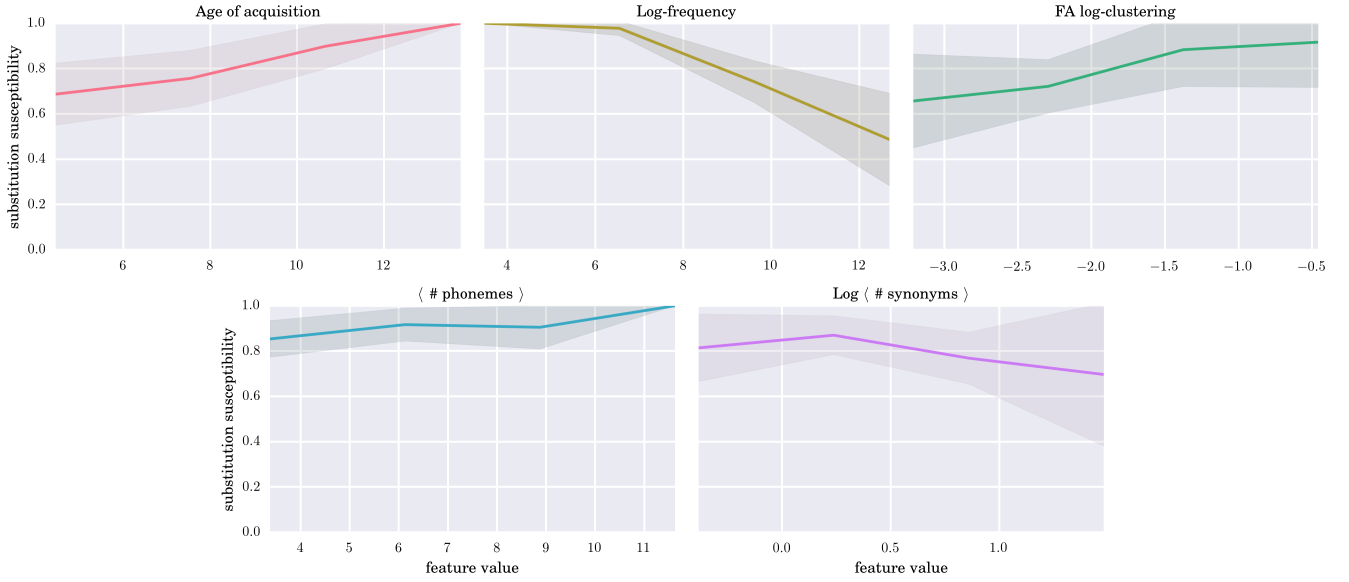 Age of acquisition
Log-frequency
FA log-clustering
substitution susceptibility
1.0
0.8
0.6
0.4
0.2
0.0
6 8 10 12
4 6 8 10 12
−3.0 −2.5 −2.0 −1.5 −1.0 −0.5
⟨ # phonemes ⟩
Log ⟨ # synonyms ⟩
substitution susceptibility
1.0
0.8
0.6
0.4
0.2
0.0
4 5 6 7 8 9 10 11
0.0 0.5 1.0
feature value
feature value